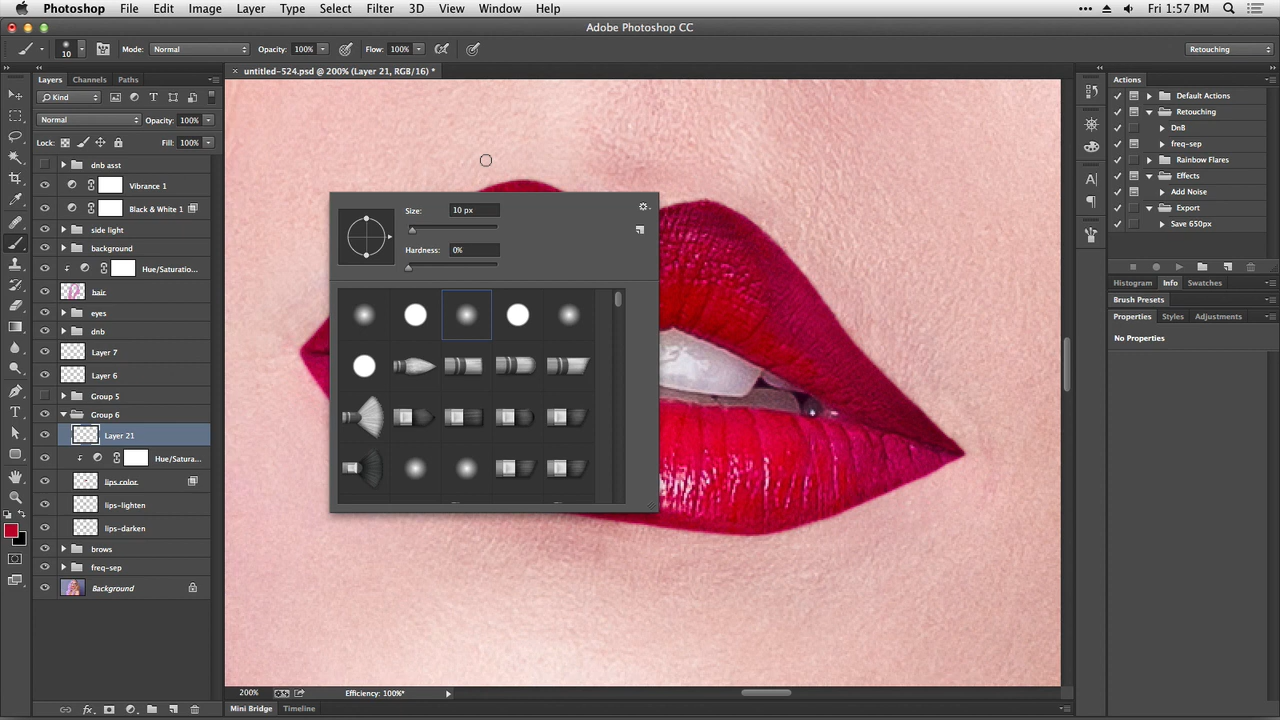 Photoshop File Edit Image Layer Type Select Filter 3D View Window Help Fri 1:57 PM
Adobe Photoshop CC
10 Mode: Normal Opacity: 100% Flow: 100% Retouching
Layers Channels Paths
untitled-524.psd @ 200% (Layer 21, RGB/16) *
Kind
Normal Opacity: 100%
Lock: Fill: 100%
dnb asst
Vibrance 1
Black & White 1
side light
background
Hue/Saturatio...
hair
eyes
dnb
Layer 7
Layer 6
Group 5
Group 6
Layer 21
Hue/Satura...
lips-color
lips-lighten
lips-darken
brows
freq-sep
Background
Size: 10 px
Hardness: 0%
Actions
Default Actions
Retouching
DnB
freq-sep
Rainbow Flares
Effects
Add Noise
Export
Save 650px
Histogram Info Swatches
Brush Presets
Properties Styles Adjustments
No Properties
200% Efficiency: 100%*
Mini Bridge Timeline